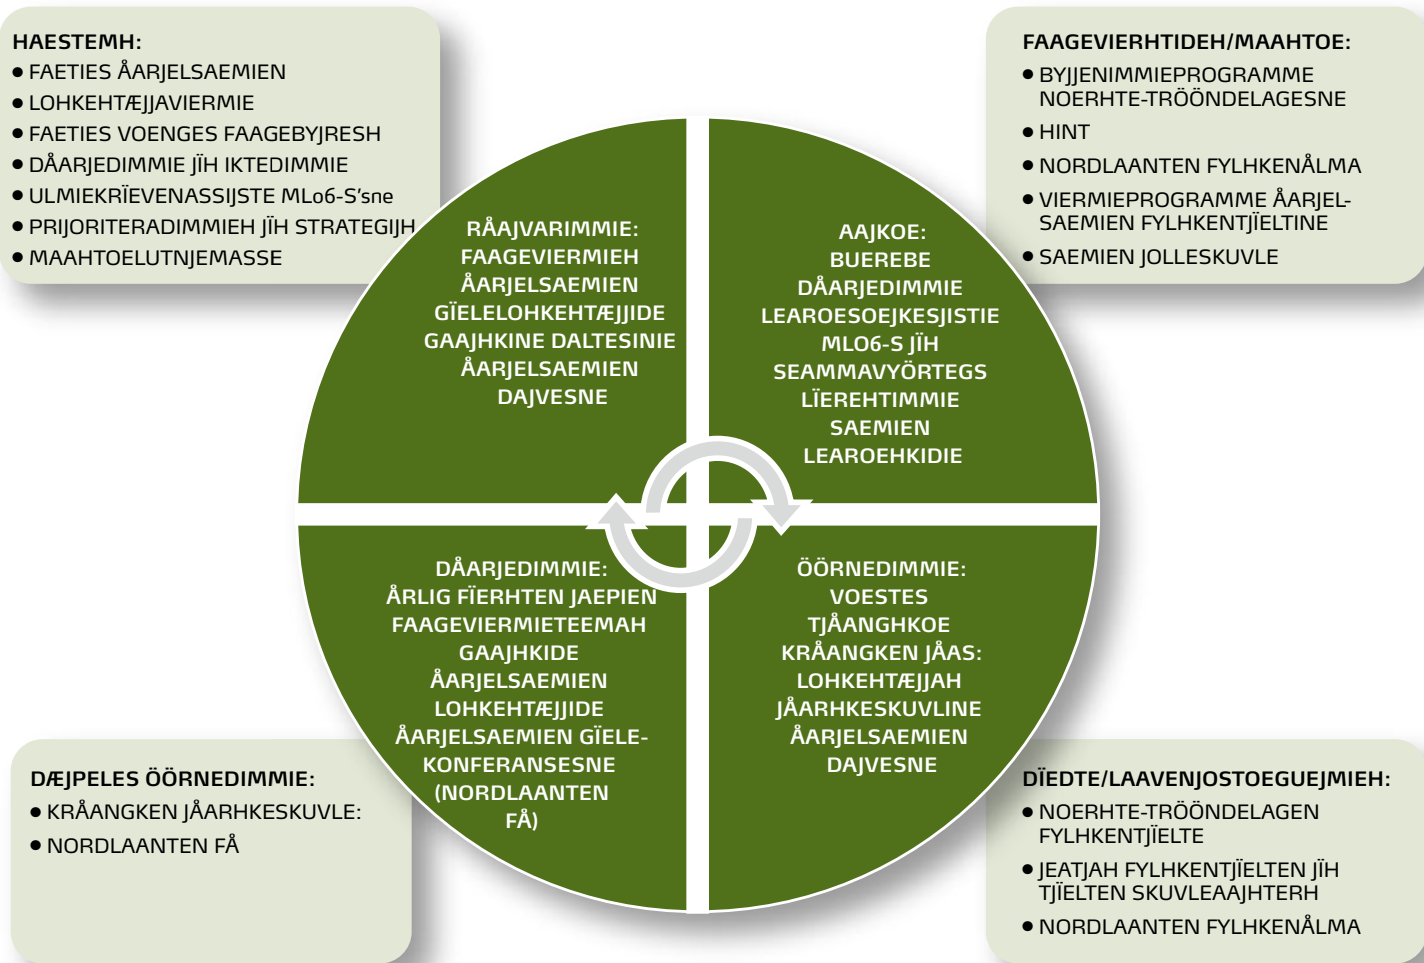 HAESTEMH:
• FAETIES ÅARJELSAEMIEN
• LOHKEHTÆJJAVIERMIE
• FAETIES VOENGES FAAGEBYJRESH
• DÅARJEDIMMIE JÏH IKTEDIMMIE
• ULMIEKRÏEVENASSIJSTE MLo6-S'sne
• PRIJORITERADIMMIEH JÏH STRATEGIJH
• MAAHTOELUTNJEMASSE
FAAGEVIERHTIDEH/MAAHTOE:
• BYJJENIMMIEPROGRAMME
NOERHTE-TRÖÖNDELAGESNE
• HINT
• NORDLAANTEN FYLHKENÅLMA
• VIERMIEPROGRAMME ÅARJEL-
SAEMIEN FYLHKENTJÏELTINE
• SAEMIEN JOLLESKUVLE
RÅAJVARIMMIE:
FAAGEVIERMIEH
ÅARJELSAEMIEN
GÏELELOHKEHTÆJJIDE
GAAJHKINE DALTESINIE
ÅARJELSAEMIEN
DAJVESNE
AAJKOE:
BUEREBE
DÅARJEDIMMIE
LEAROESOEJKESJISTIE
MLO6-S JÏH
SEAMMAVYÖRTEGS
LÏEREHTIMMIE
SAEMIEN
LEAROEHKIDIE
DÅARJEDIMMIE:
ÅRLIG FÏERHTEN JAEPIEN
FAAGEVIERMIETEEMAH
GAAJHKIDE
ÅARJELSAEMIEN
LOHKEHTÆJJIDE
ÅARJELSAEMIEN GÏELE-
KONFERANSESNE
(NORDLAANTEN
FÅ)
ÖÖRNEDIMMIE:
VOESTES
TJÅANGHKOE
KRÅANGKEN JÅAS:
LOHKEHTÆJJAH
JÅARHKESKUVLINE
ÅARJELSAEMIEN
DAJVESNE
DÆJPELES ÖÖRNEDIMMIE:
• KRÅANGKEN JÅARHKESKUVLE:
• NORDLAANTEN FÅ
DÏEDTE/LAAVENJOSTOEGUEJMIEH:
• NOERHTE-TRÖÖNDELAGEN
FYLHKENTJÏELTE
• JEATJAH FYLHKENTJÏELTEN JÏH
TJÏELTEN SKUVLEAAJHTERH
• NORDLAANTEN FYLHKENÅLMA